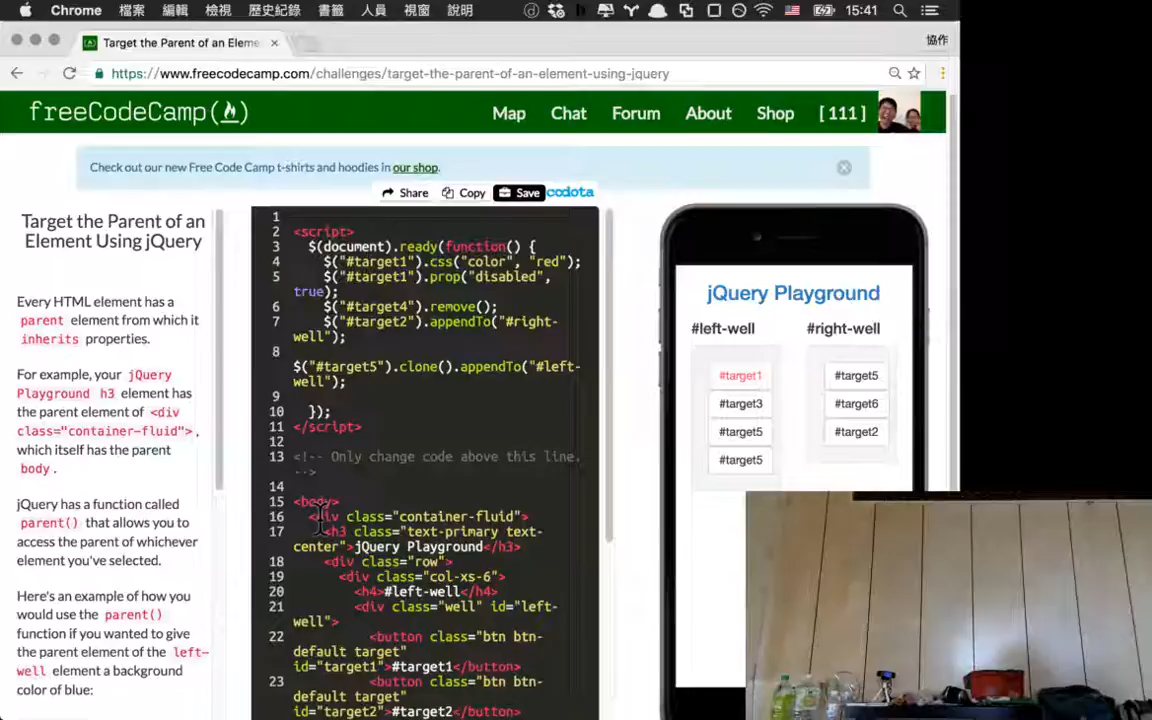 Chrome 檔案 編輯 檢視 歷史紀錄 書籤 人員 視窗 說明 15:41
Target the Parent of an Eleme
協作
https://www.freecodecamp.com/challenges/target-the-parent-of-an-element-using-jquery
freeCodeCamp Map Chat Forum About Shop [ 111 ]
Check out our new Free Code Camp t-shirts and hoodies in our shop.
Share Copy Save codota
Target the Parent of an
Element Using jQuery
Every HTML element has a
parent element from which it
inherits properties.
For example, your jQuery
Playground h3 element has
the parent element of <div
class="container-fluid">,
which itself has the parent
body.
jQuery has a function called
parent() that allows you to
access the parent of whichever
element you've selected.
Here's an example of how you
would use the parent()
function if you wanted to give
the parent element of the left-
well element a background
color of blue:
1
2 <script>
3 $(document).ready(function() {
4 $("#target1").css("color", "red");
5 $("#target1").prop("disabled",
true);
6 $("#target4").remove();
7 $("#target2").appendTo("#right-
well");
8
$("#target5").clone().appendTo("#left-
well");
9
10 });
11 </script>
12
13 <!-- Only change code above this line.
-->
14
15 <body>
16 <div class="container-fluid">
17 <h3 class="text-primary text-
center">jQuery Playground</h3>
18 <div class="row">
19 <div class="col-xs-6">
20 <h4>#left-well</h4>
21 <div class="well" id="left-
well">
22 <button class="btn btn-
default target"
id="target1">#target1</button>
23 <button class="btn btn-
default target"
id="target2">#target2</button>
jQuery Playground
#left-well #right-well
#target1 #target5
#target3 #target6
#target5 #target2
#target5